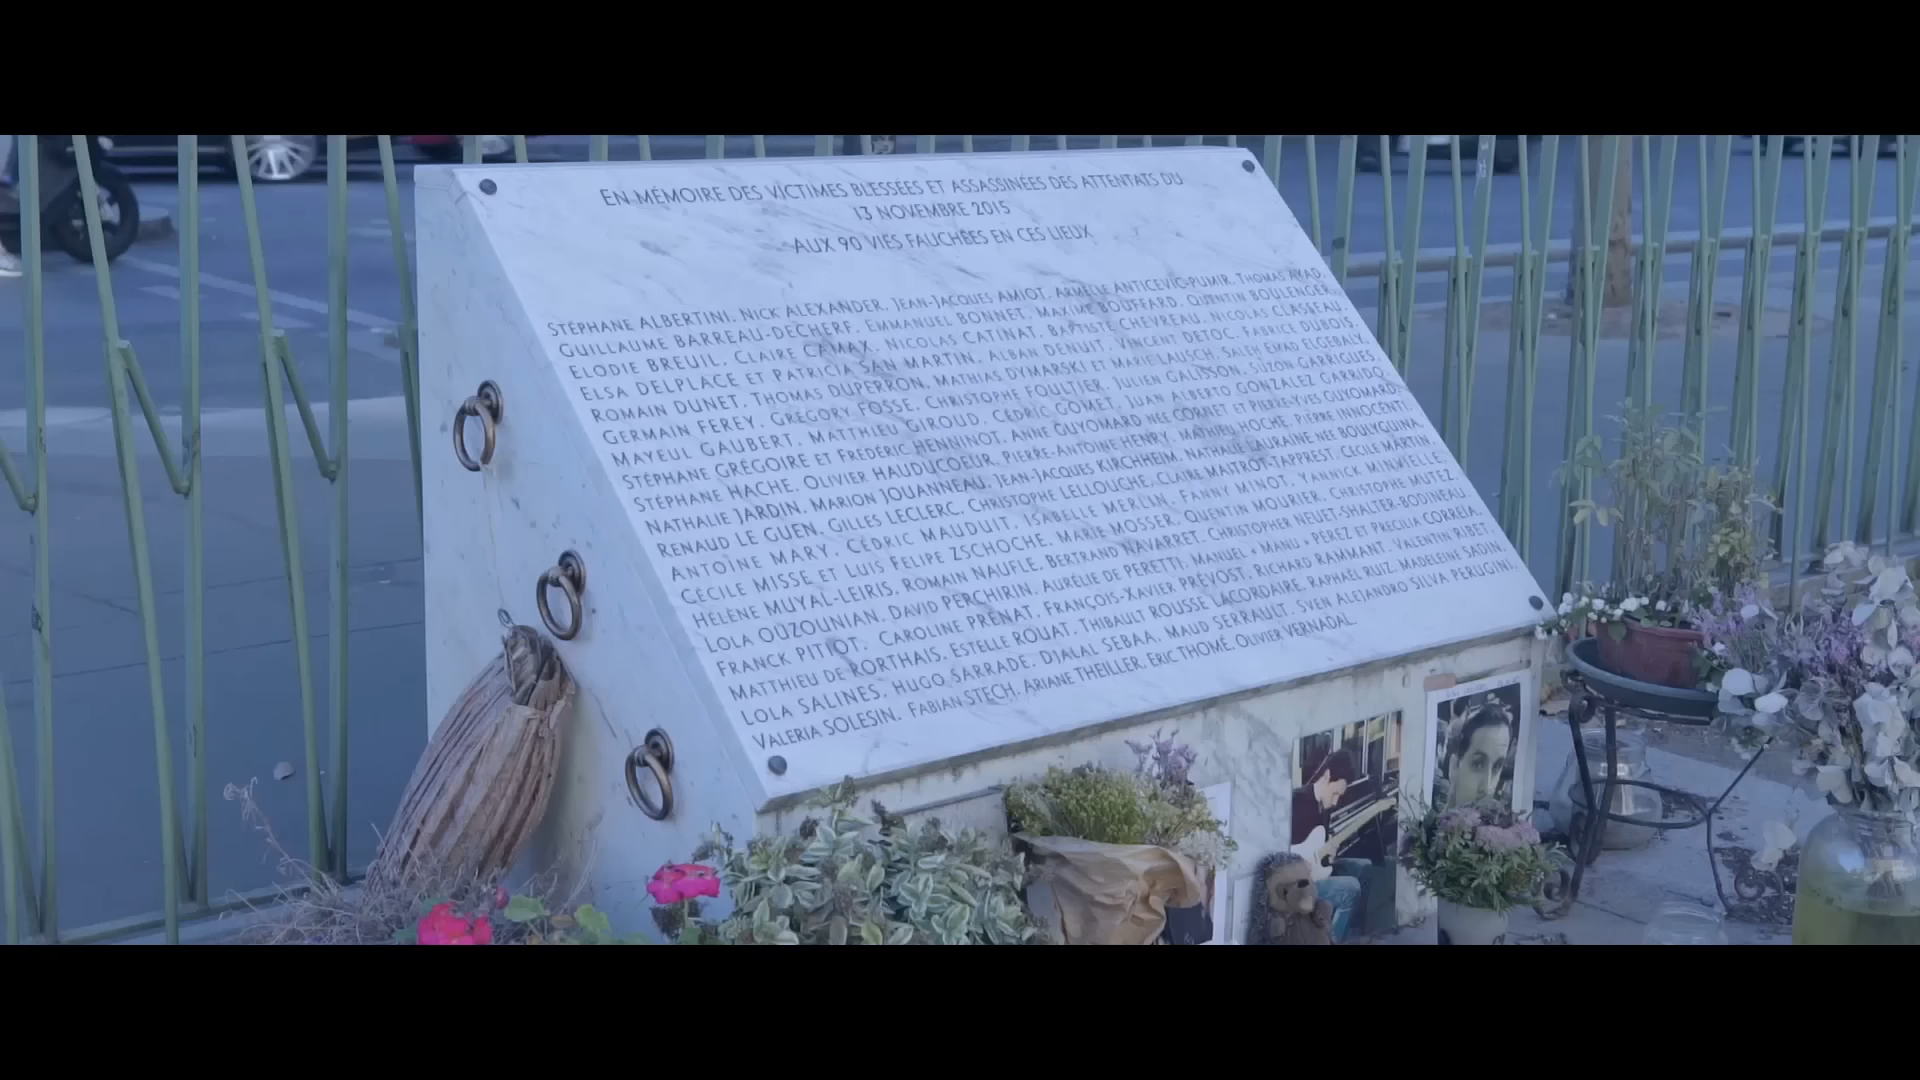 EN MÉMOIRE DES VICTIMES BLESSÉES ET ASSASSINÉES DES ATTENTATS DU
13 NOVEMBRE 2015
AUX 90 VIES FAUCHÉES EN CES LIEUX
STÉPHANE ALBERTINI, NICK ALEXANDER, JEAN-JACQUES AMIOT, ARMELLE ANTICEVIC-PUMIR, THOMAS AYAD,
GUILLAUME BARREAU-DECHERF, EMMANUEL BONNET, MAXIME BOUFFARD, QUENTIN BOULENGER,
ELODIE BREUIL, CLAIRE CAMAX, NICOLAS CATINAT, BAPTISTE CHEVREAU, NICOLAS CLASSEAU,
ELSA DELPLACE ET PATRICIA SAN MARTIN, ALBAN DENUIT, VINCENT DETOC, FABRICE DUBOIS,
ROMAIN DUNET, THOMAS DUPERRON, MATHIAS DYMARSKI ET MARIE LAUSCH, SALEH EMAD ELGEBALY,
GERMAIN FEREY, GRÉGORY FOSSE, CHRISTOPHE FOULTIER, JULIEN GALISSON, SUZON GARRIGUES,
MAYEUL GAUBERT, MATTHIEU GIROUD, CÉDRIC GOMET, JUAN ALBERTO GONZALEZ GARRIDO,
STÉPHANE GRÉGOIRE ET FRÉDÉRIC HENNINOT, ANNE GUYOMARD NÉE CORNET ET PIERRE-YVES GUYOMARD,
STÉPHANE HACHE, OLIVIER HAUDUCOEUR, PIERRE-ANTOINE HENRY, MATHIEU HOCHE, PIERRE INNOCENTI,
NATHALIE JARDIN, MARION JOUANNEAU, JEAN-JACQUES KIRCHHEIM, NATHALIE LAURAINE NÉE BOULYGUINA,
RENAUD LE GUEN, GILLES LECLERC, CHRISTOPHE LELLOUCHE, CLAIRE MAITROT-TAPPREST, CÉCILE MARTIN,
ANTOINE MARY, CÉDRIC MAUDUIT, ISABELLE MERLIN, FANNY MINOT, YANNICK MINVIELLE,
CÉCILE MISSE ET LUIS FELIPE ZSCHOCHE, MARIE MOSSER, QUENTIN MOURIER, CHRISTOPHE MUTEZ,
HÉLÈNE MUYAL-LEIRIS, ROMAIN NAUFLE, BERTRAND NAVARRET, CHRISTOPHER NEUET-SHALTER-BODINEAU,
LOLA OUZOUNIAN, DAVID PERCHIRIN, AURÉLIE DE PERETTI, MANUEL « MANU » PEREZ ET PRECILIA CORREIA,
FRANCK PITIOT, CAROLINE PRÉNAT, FRANÇOIS-XAVIER PRÉVOST, RICHARD RAMMANT, VALENTIN RIBET,
MATTHIEU DE RORTHAIS, ESTELLE ROUAT, THIBAULT ROUSSE LACORDAIRE, RAPHAËL RUIZ, MADELEINE SADIN,
LOLA SALINES, HUGO SARRADE, DJALAL SEBAA, MAUD SERRAULT, SVEN ALEJANDRO SILVA PERUGINI,
VALERIA SOLESIN, FABIAN STECH, ARIANE THEILLER, ERIC THOMÉ, OLIVIER VERNADAL.